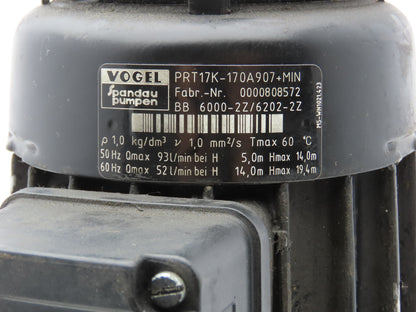 VOGEL
Spandau
pumpen
PRT17K-170A907+MIN
Fabr.-Nr. 0000808572
BB 6000-2Z/6202-2Z
ρ 1,0 kg/dm³ ν 1,0 mm²/s Tmax 60 °C
50 Hz Qmax 93l/min bei H 5,0m Hmax 14,0m
60 Hz Qmax 52l/min bei H 14,0m Hmax 19,4m